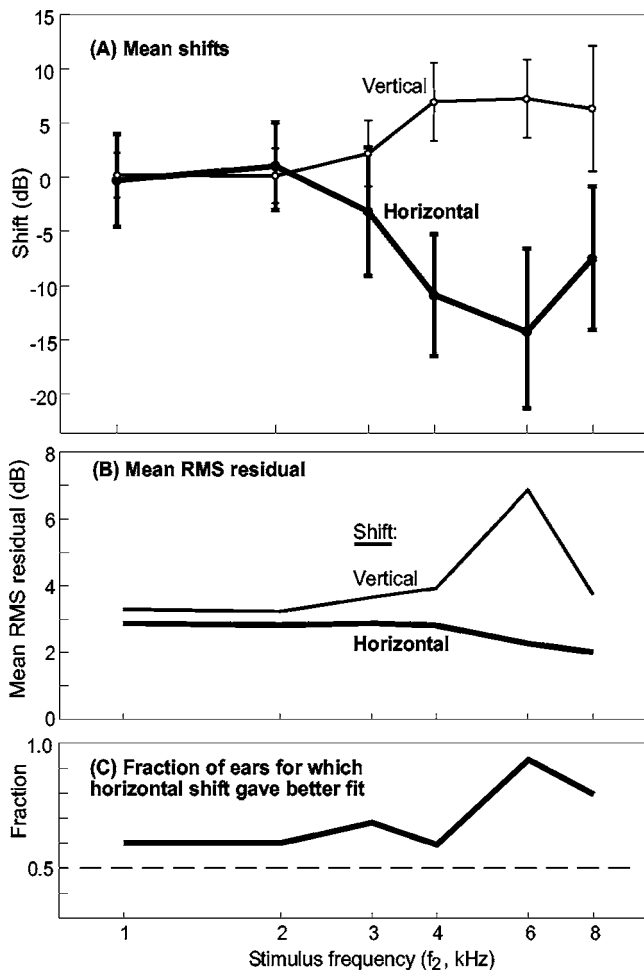 (A) Mean shifts
15
10
5
0
-5
-10
-15
-20
Shift (dB)
Vertical
Horizontal
(B) Mean RMS residual
8
6
4
2
0
Mean RMS residual (dB)
Shift:
Vertical
Horizontal
(C) Fraction of ears for which
horizontal shift gave better fit
1.0
0.5
Fraction
1 2 3 4 6 8
Stimulus frequency (f2, kHz)